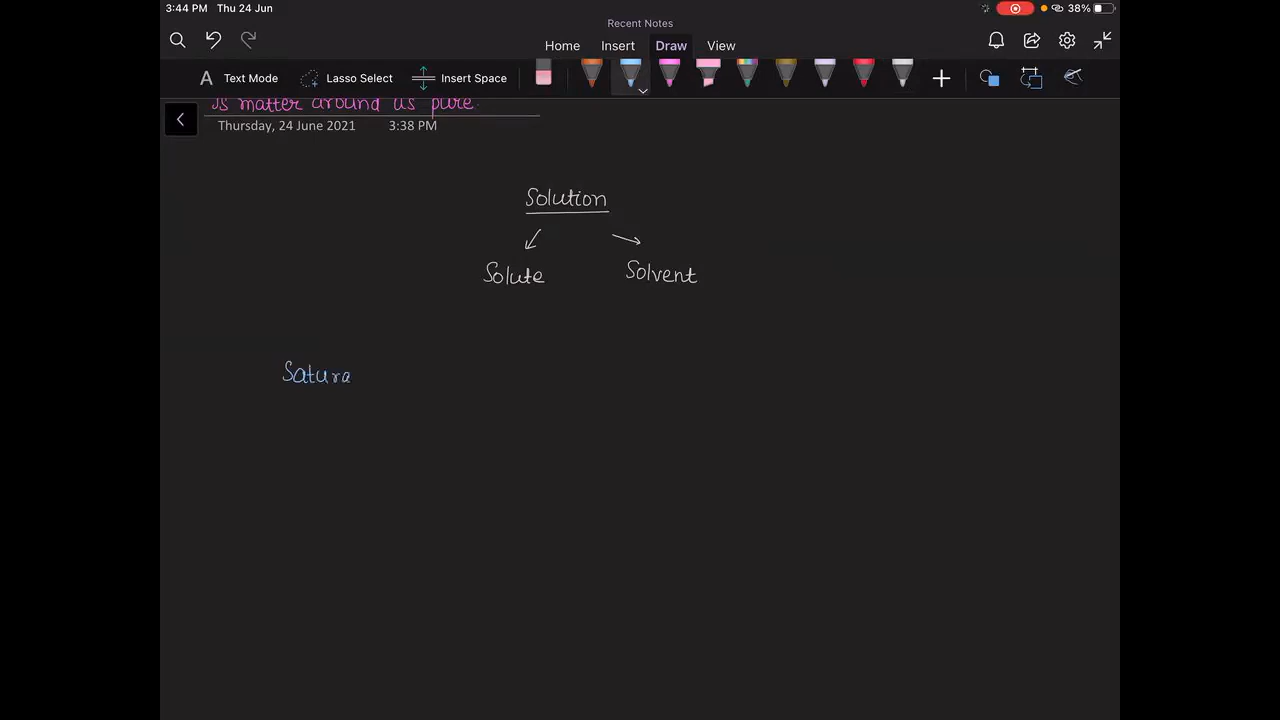 3:44 PM Thu 24 Jun 38%
Recent Notes
Home Insert Draw View
A Text Mode Lasso Select Insert Space
Is matter around us pure.
Thursday, 24 June 2021 3:38 PM
Solution
Solute Solvent
Satura